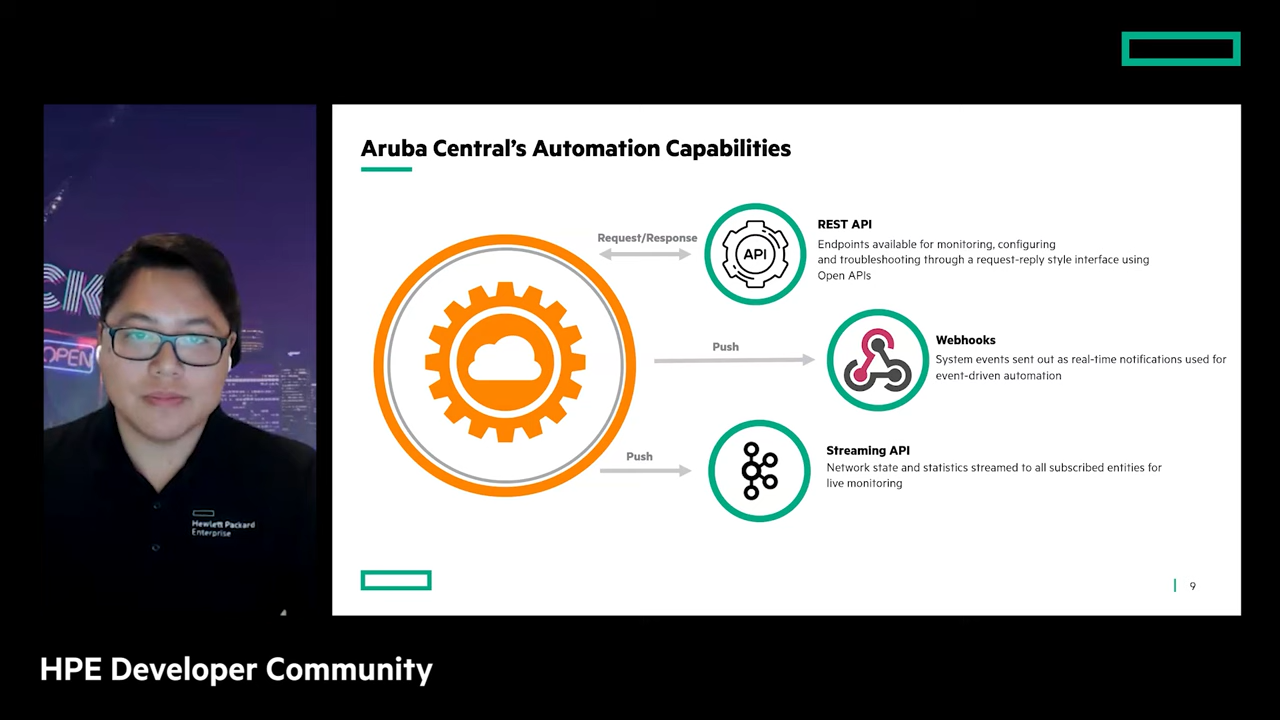 Aruba Central’s Automation Capabilities
Request/Response
API
REST API
Endpoints available for monitoring, configuring
and troubleshooting through a request-reply style interface using
Open APIs
Push
Webhooks
System events sent out as real-time notifications used for
event-driven automation
Push
Streaming API
Network state and statistics streamed to all subscribed entities for
live monitoring
9
CK
OPEN
Hewlett Packard
Enterprise
HPE Developer Community